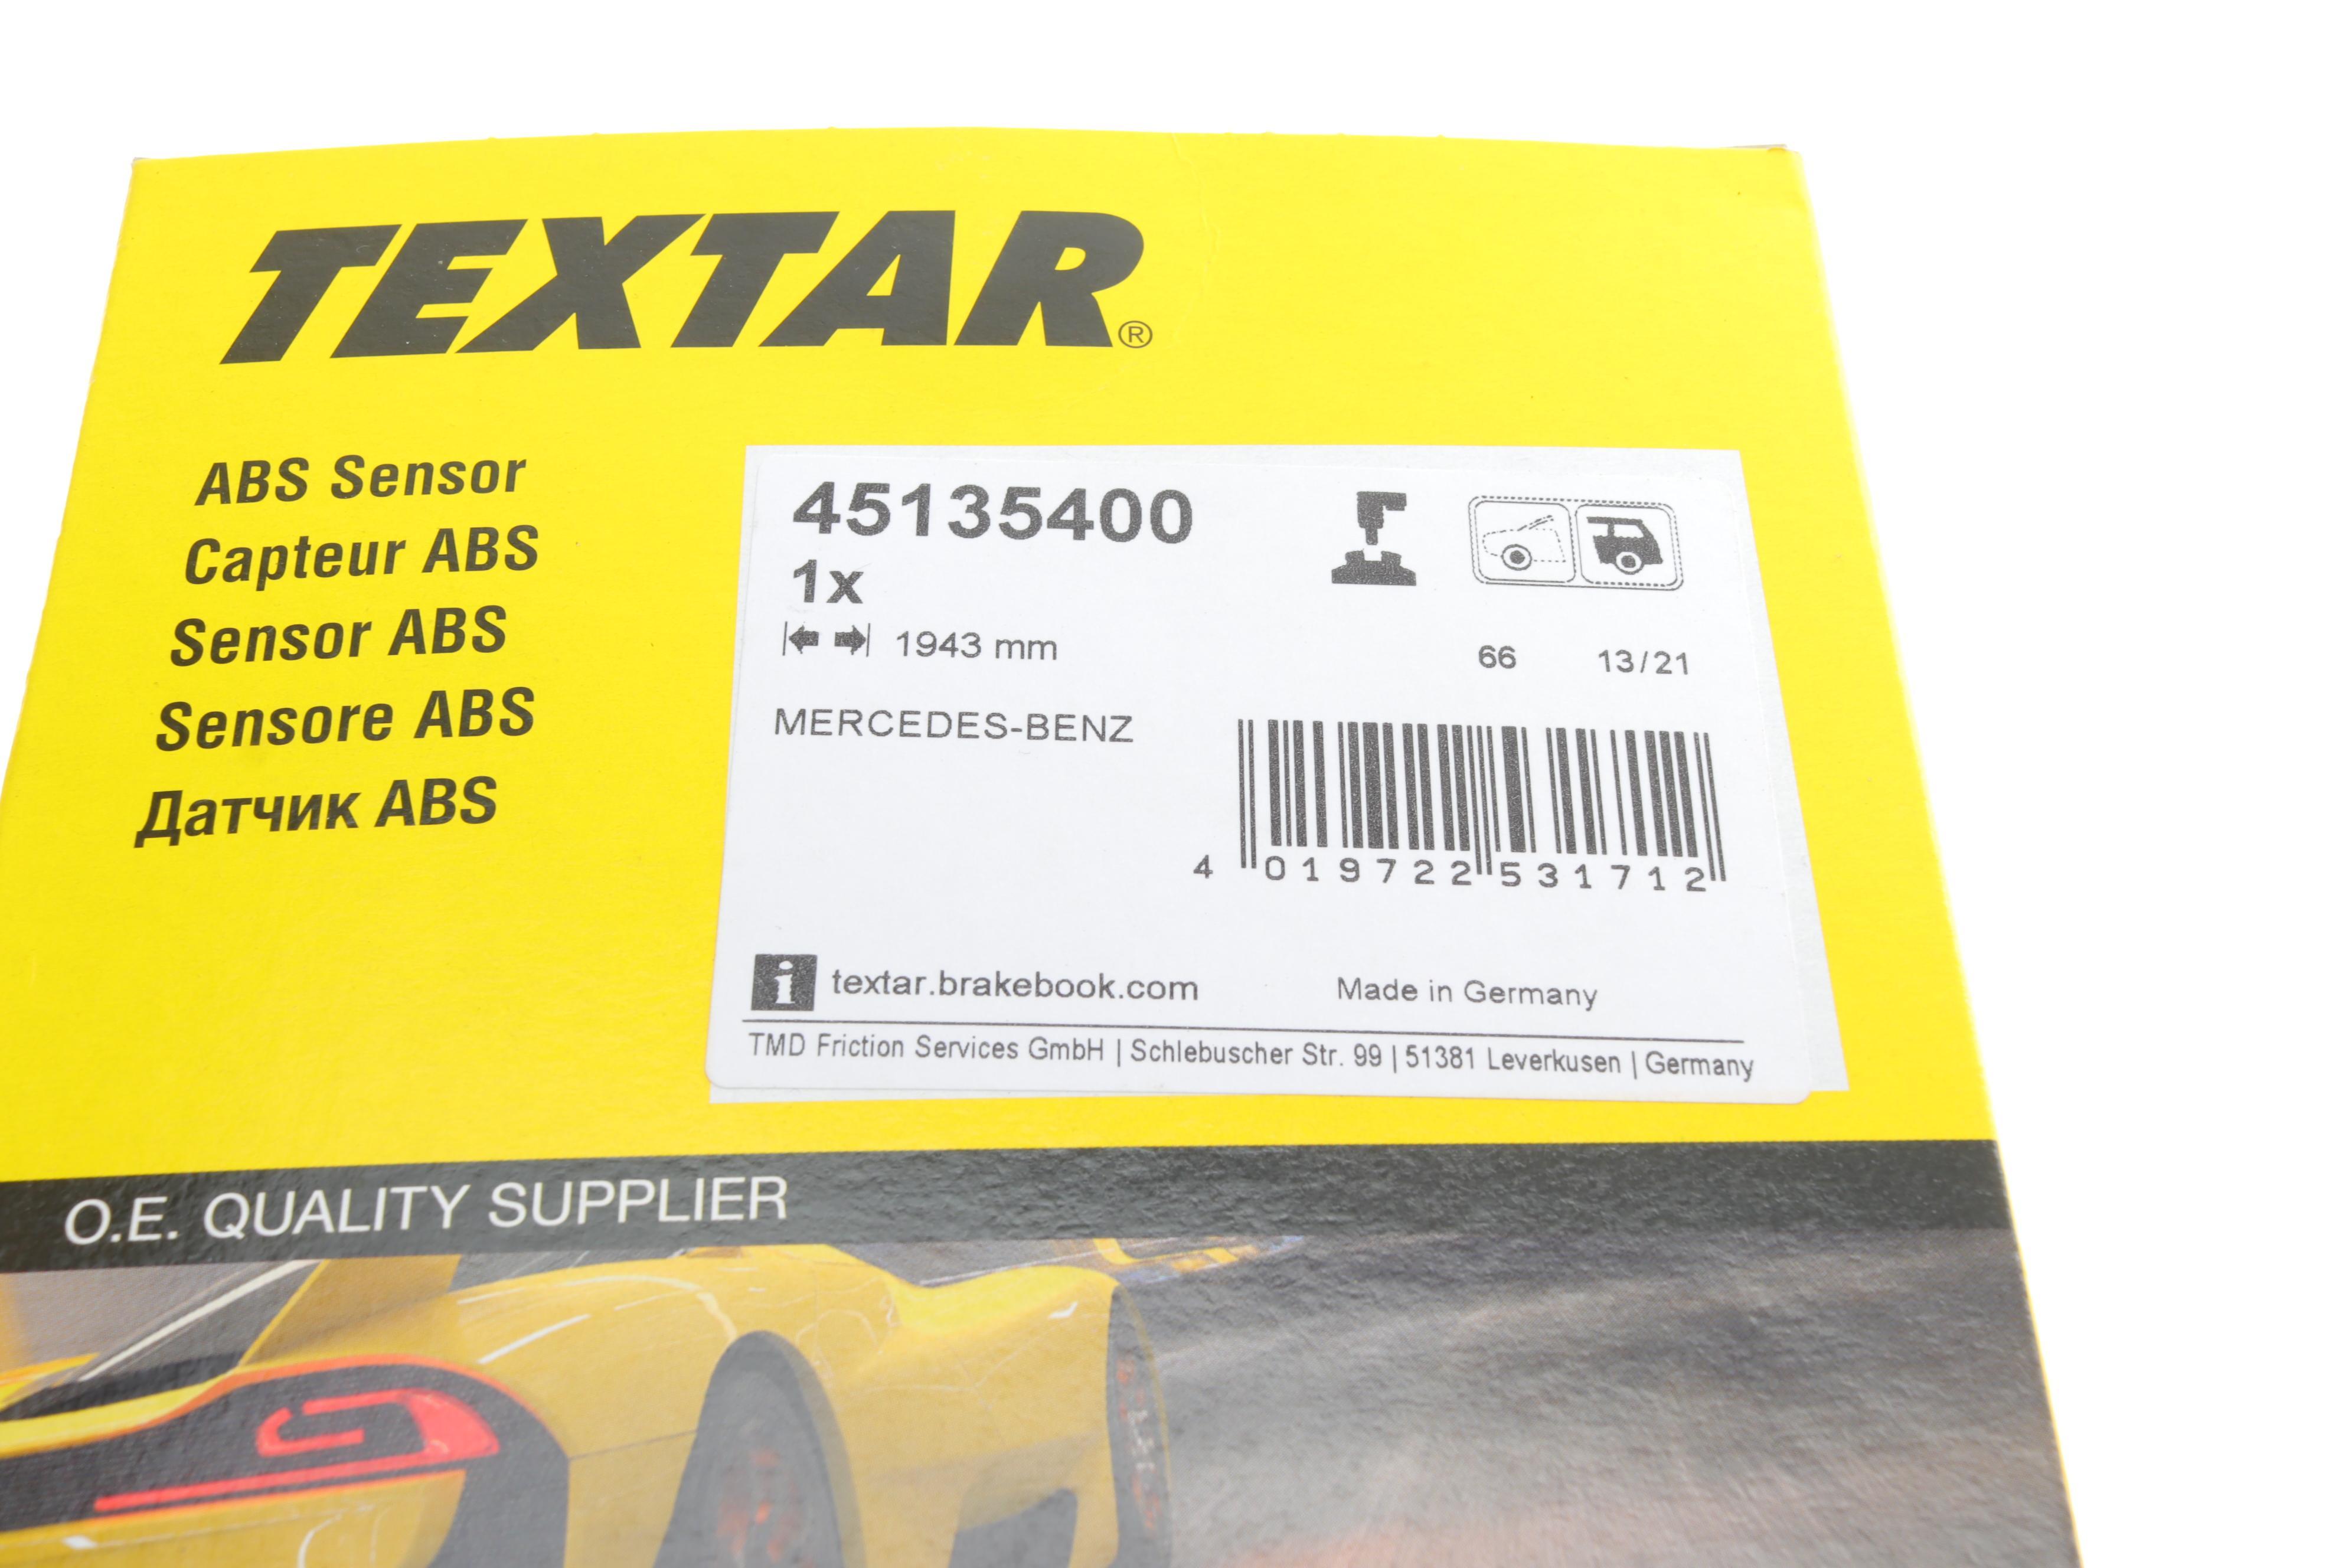 TEXTAR®
ABS Sensor
Capteur ABS
Sensor ABS
Sensore ABS
Датчик ABS
45135400
1x
1943 mm
66 13/21
MERCEDES-BENZ
4 019722 531712
i textar.brakebook.com Made in Germany
TMD Friction Services GmbH | Schlebuscher Str. 99 | 51381 Leverkusen | Germany
O.E. QUALITY SUPPLIER